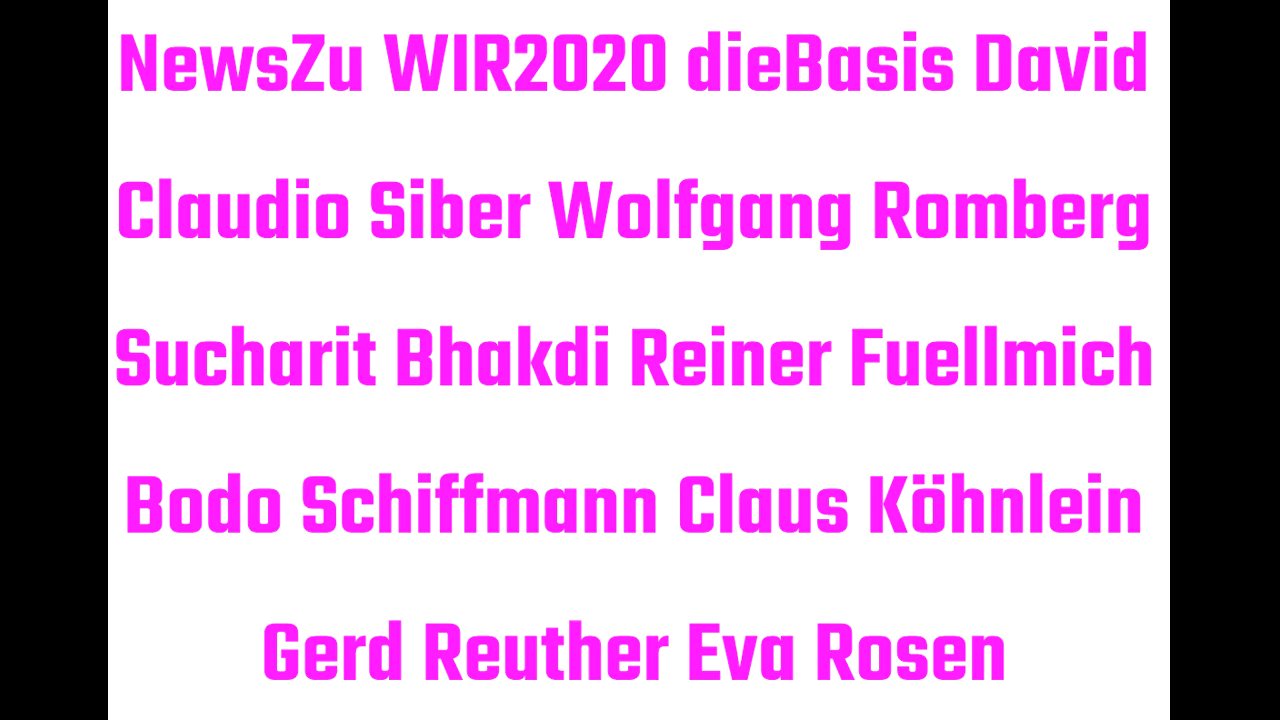 NewsZu WIR2020 dieBasis David
Claudio Siber Wolfgang Romberg
Sucharit Bhakdi Reiner Fuellmich
Bodo Schiffmann Claus Köhnlein
Gerd Reuther Eva Rosen